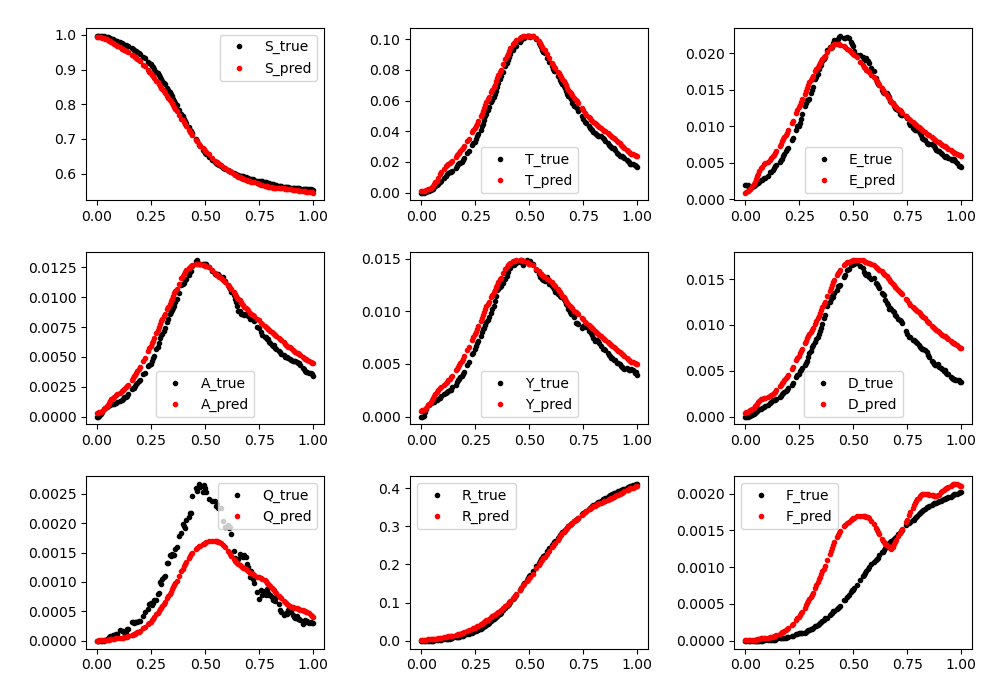 1.0
0.9
0.8
0.7
0.6
S_true
S_pred
0.00 0.25 0.50 0.75 1.00
0.10
0.08
0.06
0.04
0.02
0.00
T_true
T_pred
0.00 0.25 0.50 0.75 1.00
0.020
0.015
0.010
0.005
0.000
E_true
E_pred
0.00 0.25 0.50 0.75 1.00
0.0125
0.0100
0.0075
0.0050
0.0025
0.0000
A_true
A_pred
0.00 0.25 0.50 0.75 1.00
0.015
0.010
0.005
0.000
Y_true
Y_pred
0.00 0.25 0.50 0.75 1.00
0.015
0.010
0.005
0.000
D_true
D_pred
0.00 0.25 0.50 0.75 1.00
0.0025
0.0020
0.0015
0.0010
0.0005
0.0000
Q_true
Q_pred
0.00 0.25 0.50 0.75 1.00
0.4
0.3
0.2
0.1
0.0
R_true
R_pred
0.00 0.25 0.50 0.75 1.00
0.0020
0.0015
0.0010
0.0005
0.0000
F_true
F_pred
0.00 0.25 0.50 0.75 1.00